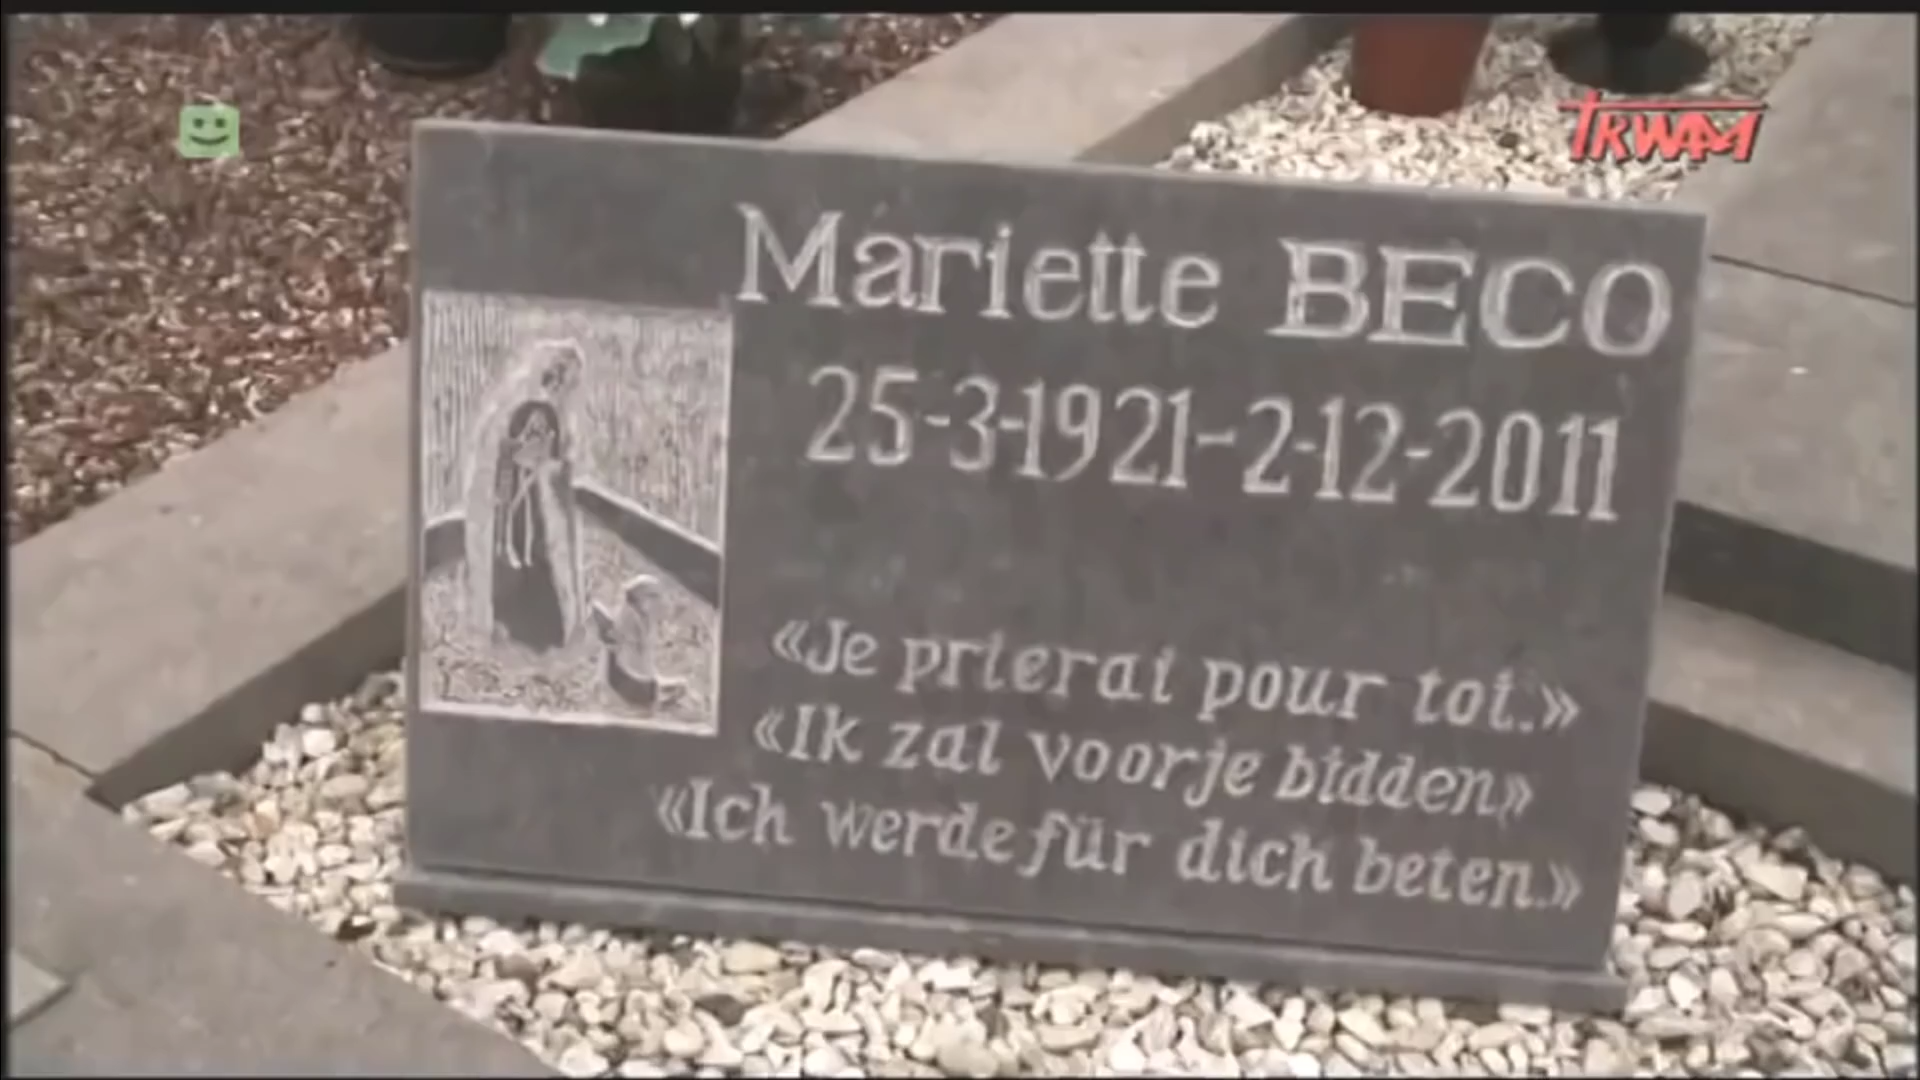 TRWAM
Mariette BECO
25-3-1921-2-12-2011
«Je prierai pour toi.»
«Ik zal voor je bidden»
«Ich werde für dich beten.»